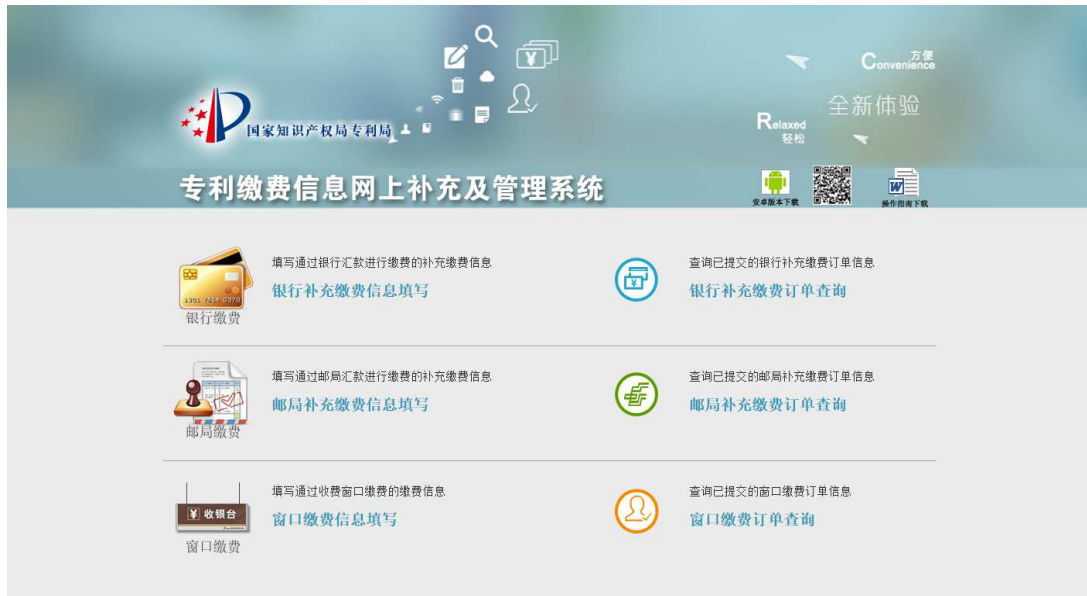 方便
Convenience
全新体验
Relaxed
轻松
国家知识产权局专利局
专利缴费信息网上补充及管理系统
安卓版本下载
操作指南下载
填写通过银行汇款进行缴费的补充缴费信息
银行补充缴费信息填写
银行缴费
查询已提交的银行补充缴费订单信息
银行补充缴费订单查询
填写通过邮局汇款进行缴费的补充缴费信息
邮局补充缴费信息填写
邮局缴费
查询已提交的邮局补充缴费订单信息
邮局补充缴费订单查询
填写通过收费窗口缴费的缴费信息
窗口缴费信息填写
¥ 收银台
窗口缴费
查询已提交的窗口缴费订单信息
窗口缴费订单查询